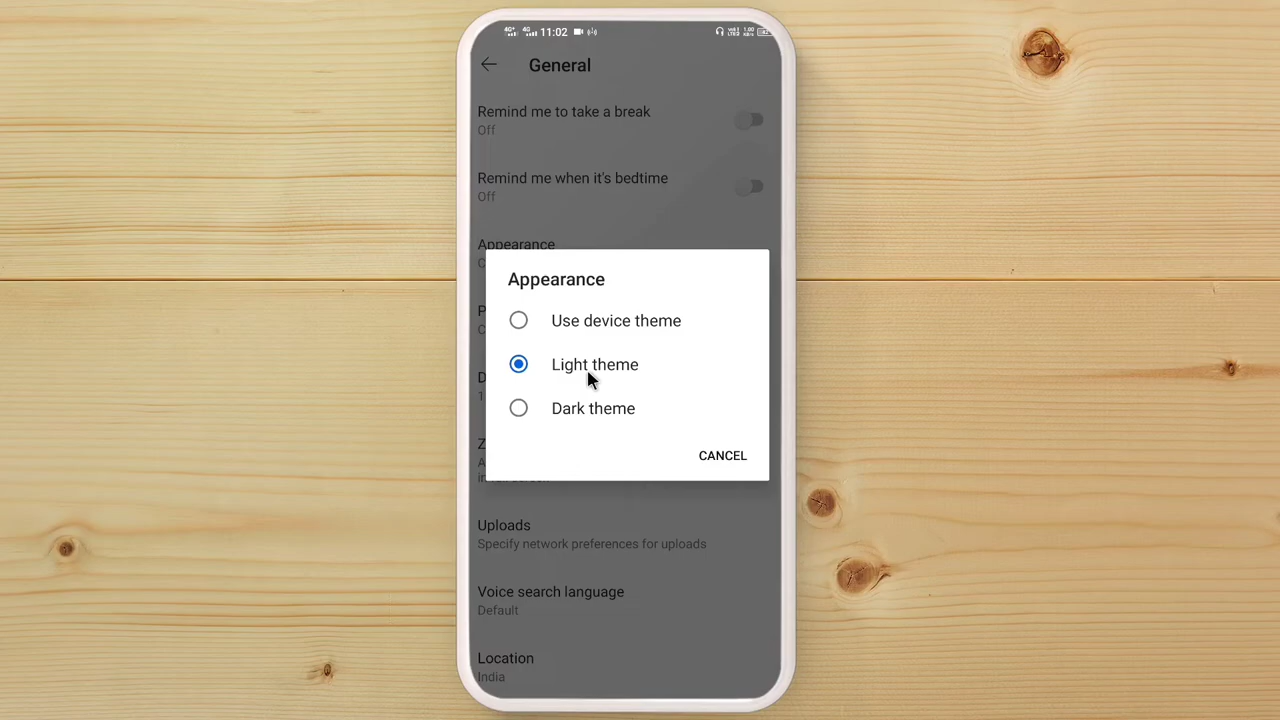 11:02
General
Remind me to take a break
Off
Remind me when it's bedtime
Off
Appearance
Appearance
Use device theme
Light theme
Dark theme
CANCEL
Uploads
Specify network preferences for uploads
Voice search language
Default
Location
India